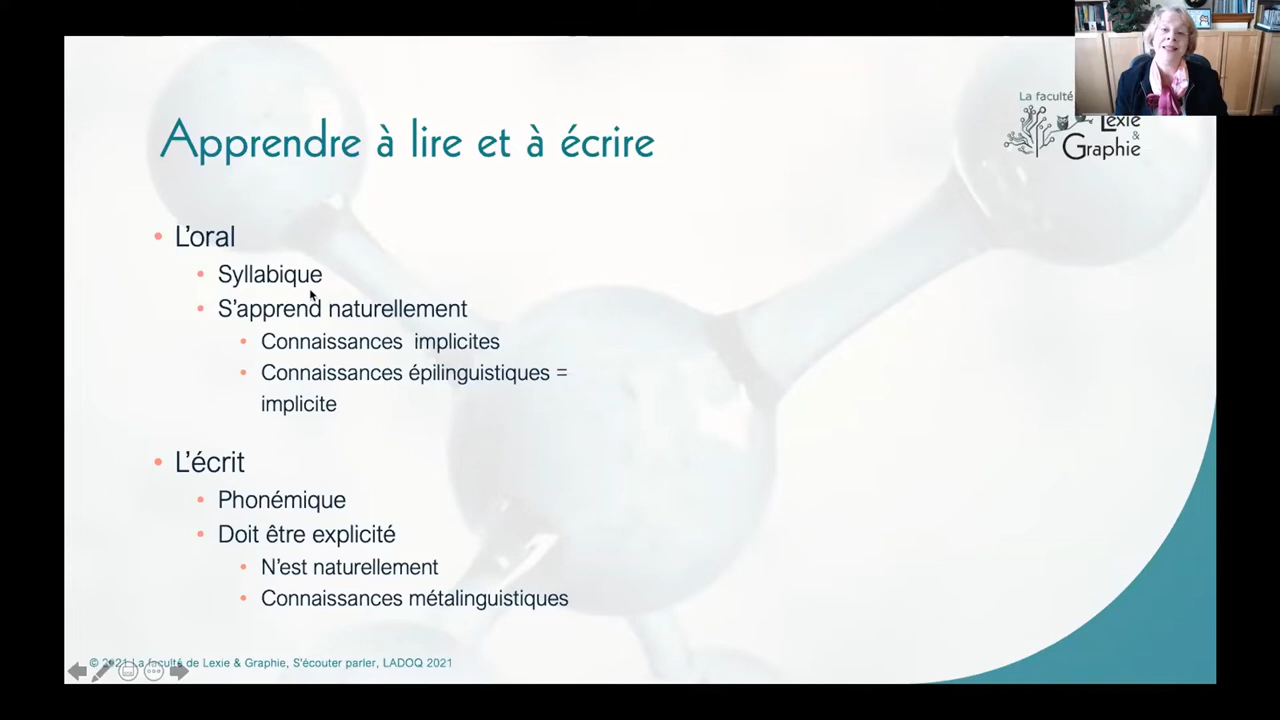 La faculté
Lexie
&
Graphie
Apprendre à lire et à écrire
• L'oral
• Syllabique
• S'apprend naturellement
• Connaissances implicites
• Connaissances épilinguistiques =
implicite
• L'écrit
• Phonémique
• Doit être explicité
• N'est naturellement
• Connaissances métalinguistiques
© 2021 La faculté de Lexie & Graphie, S'écouter parler, LADOQ 2021